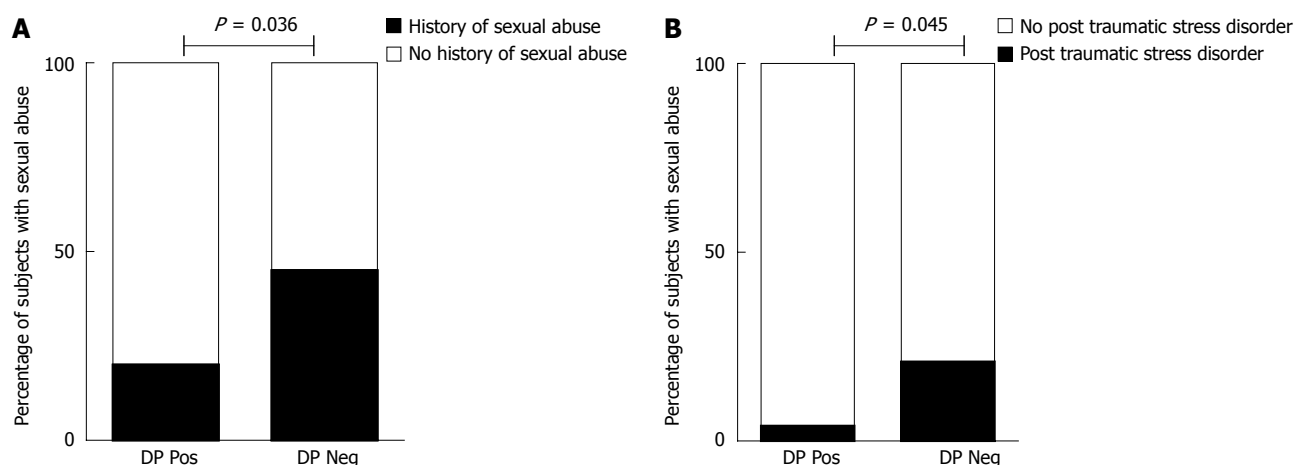 A
P = 0.036
History of sexual abuse
No history of sexual abuse
Percentage of subjects with sexual abuse
100
50
0
DP Pos
DP Neg
B
P = 0.045
No post traumatic stress disorder
Post traumatic stress disorder
Percentage of subjects with sexual abuse
100
50
0
DP Pos
DP Neg